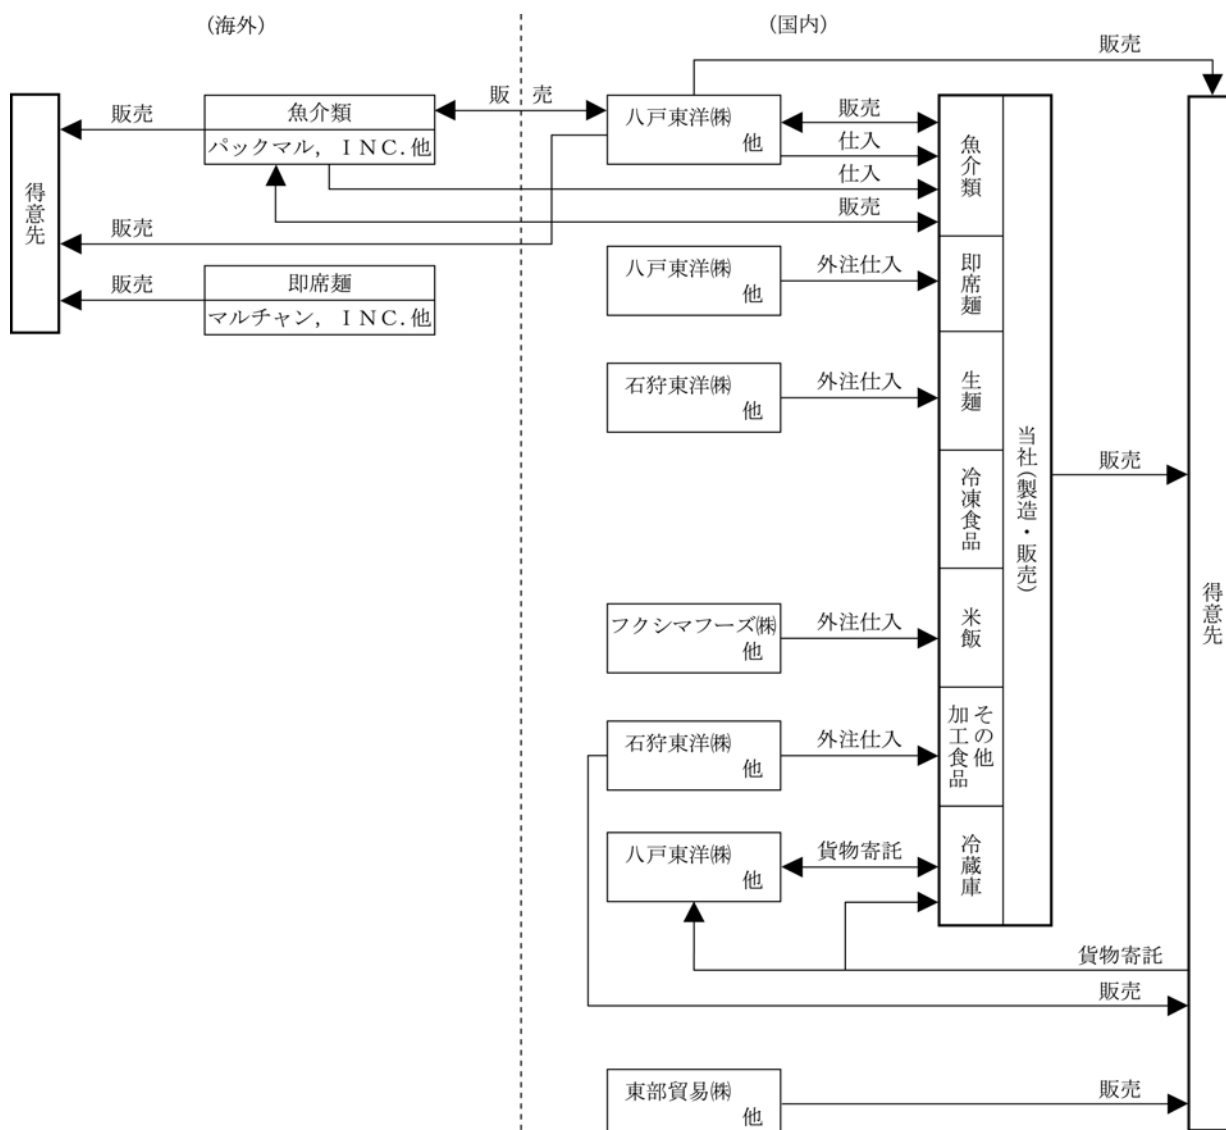 (海外)
(国内)
販売
販売
魚介類
パックマル，ＩＮＣ.他
販売
八戸東洋㈱
他
販売
仕入
仕入
販売
魚介類
得意先
販売
販売
即席麺
マルチャン，ＩＮＣ.他
八戸東洋㈱
他
外注仕入
即席麺
石狩東洋㈱
他
外注仕入
生麺
冷凍食品
当社(製造・販売)
販売
得意先
フクシマフーズ㈱
他
外注仕入
米飯
石狩東洋㈱
他
外注仕入
その他
加工食品
八戸東洋㈱
他
貨物寄託
冷蔵庫
貨物寄託
販売
東部貿易㈱
他
販売